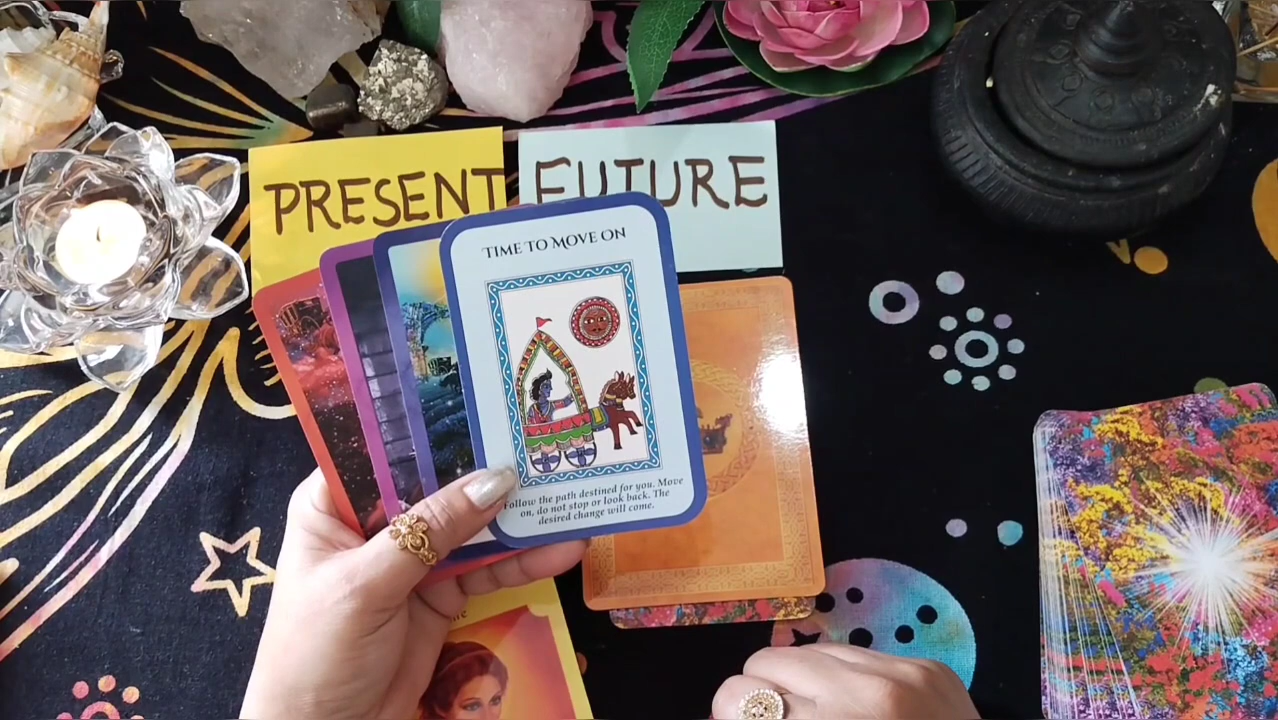 PRESENT
FUTURE
TIME TO MOVE ON
Follow the path destined for you. Move
on, do not stop or look back. The
desired change will come.